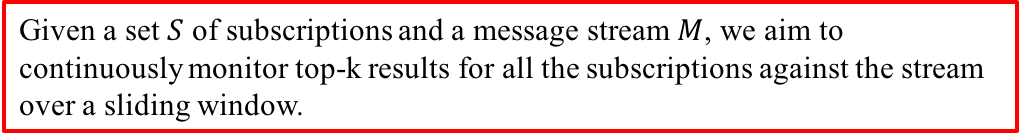 Given a set S of subscriptions and a message stream M, we aim to
continuously monitor top-k results for all the subscriptions against the stream
over a sliding window.